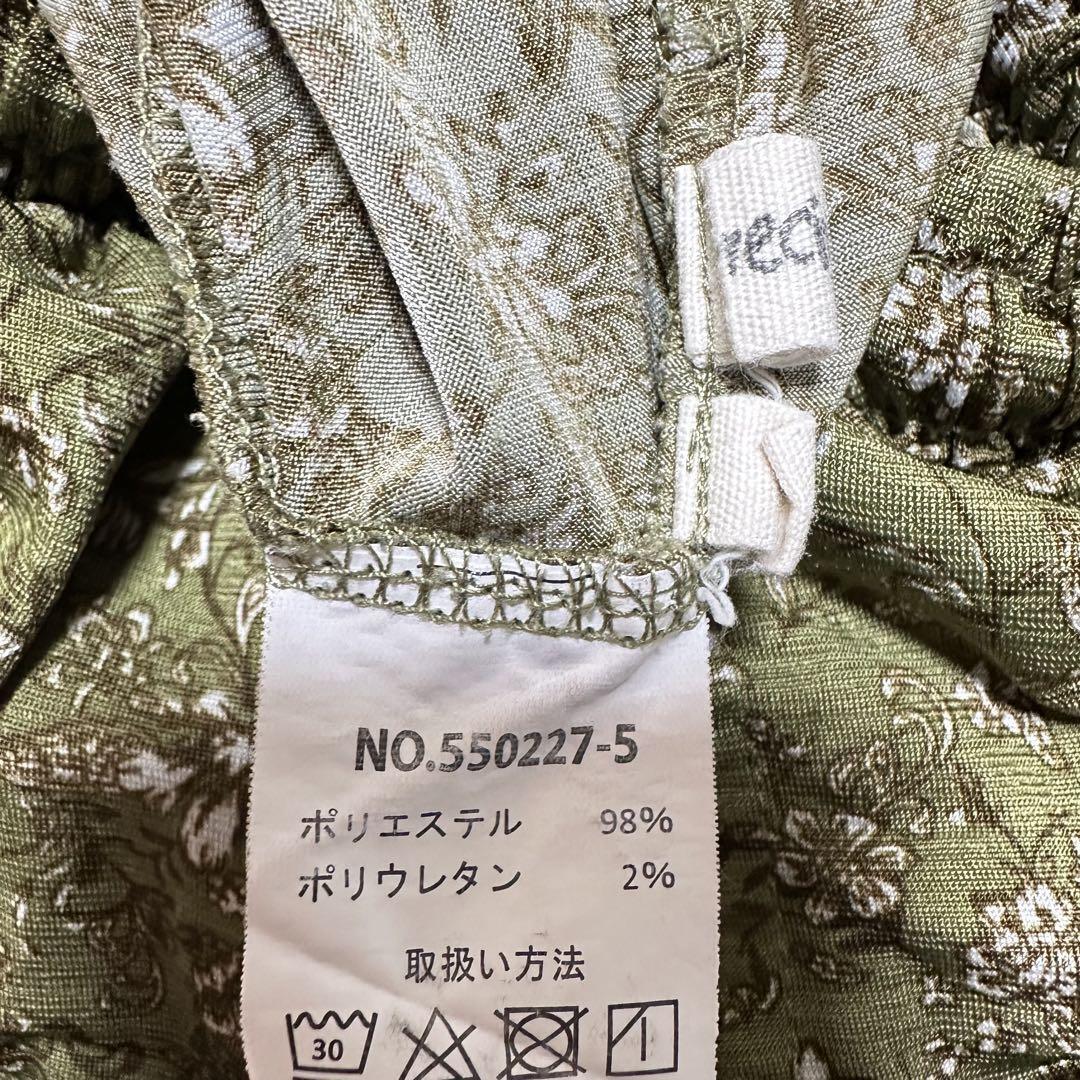 NO.550227-5
ポリエステル 98%
ポリウレタン 2%
取扱い方法
30